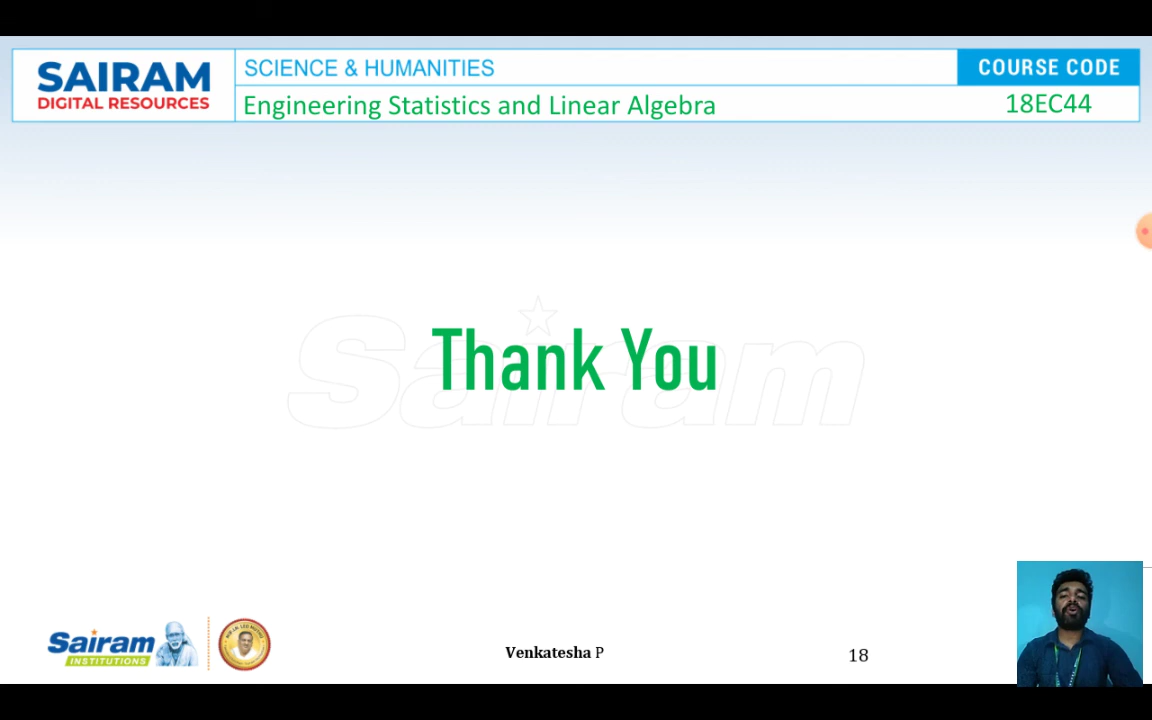 SAIRAM
DIGITAL RESOURCES
SCIENCE & HUMANITIES
COURSE CODE
Engineering Statistics and Linear Algebra
18EC44
Sairam
Thank You
Sairam
INSTITUTIONS
Venkatesha P
18